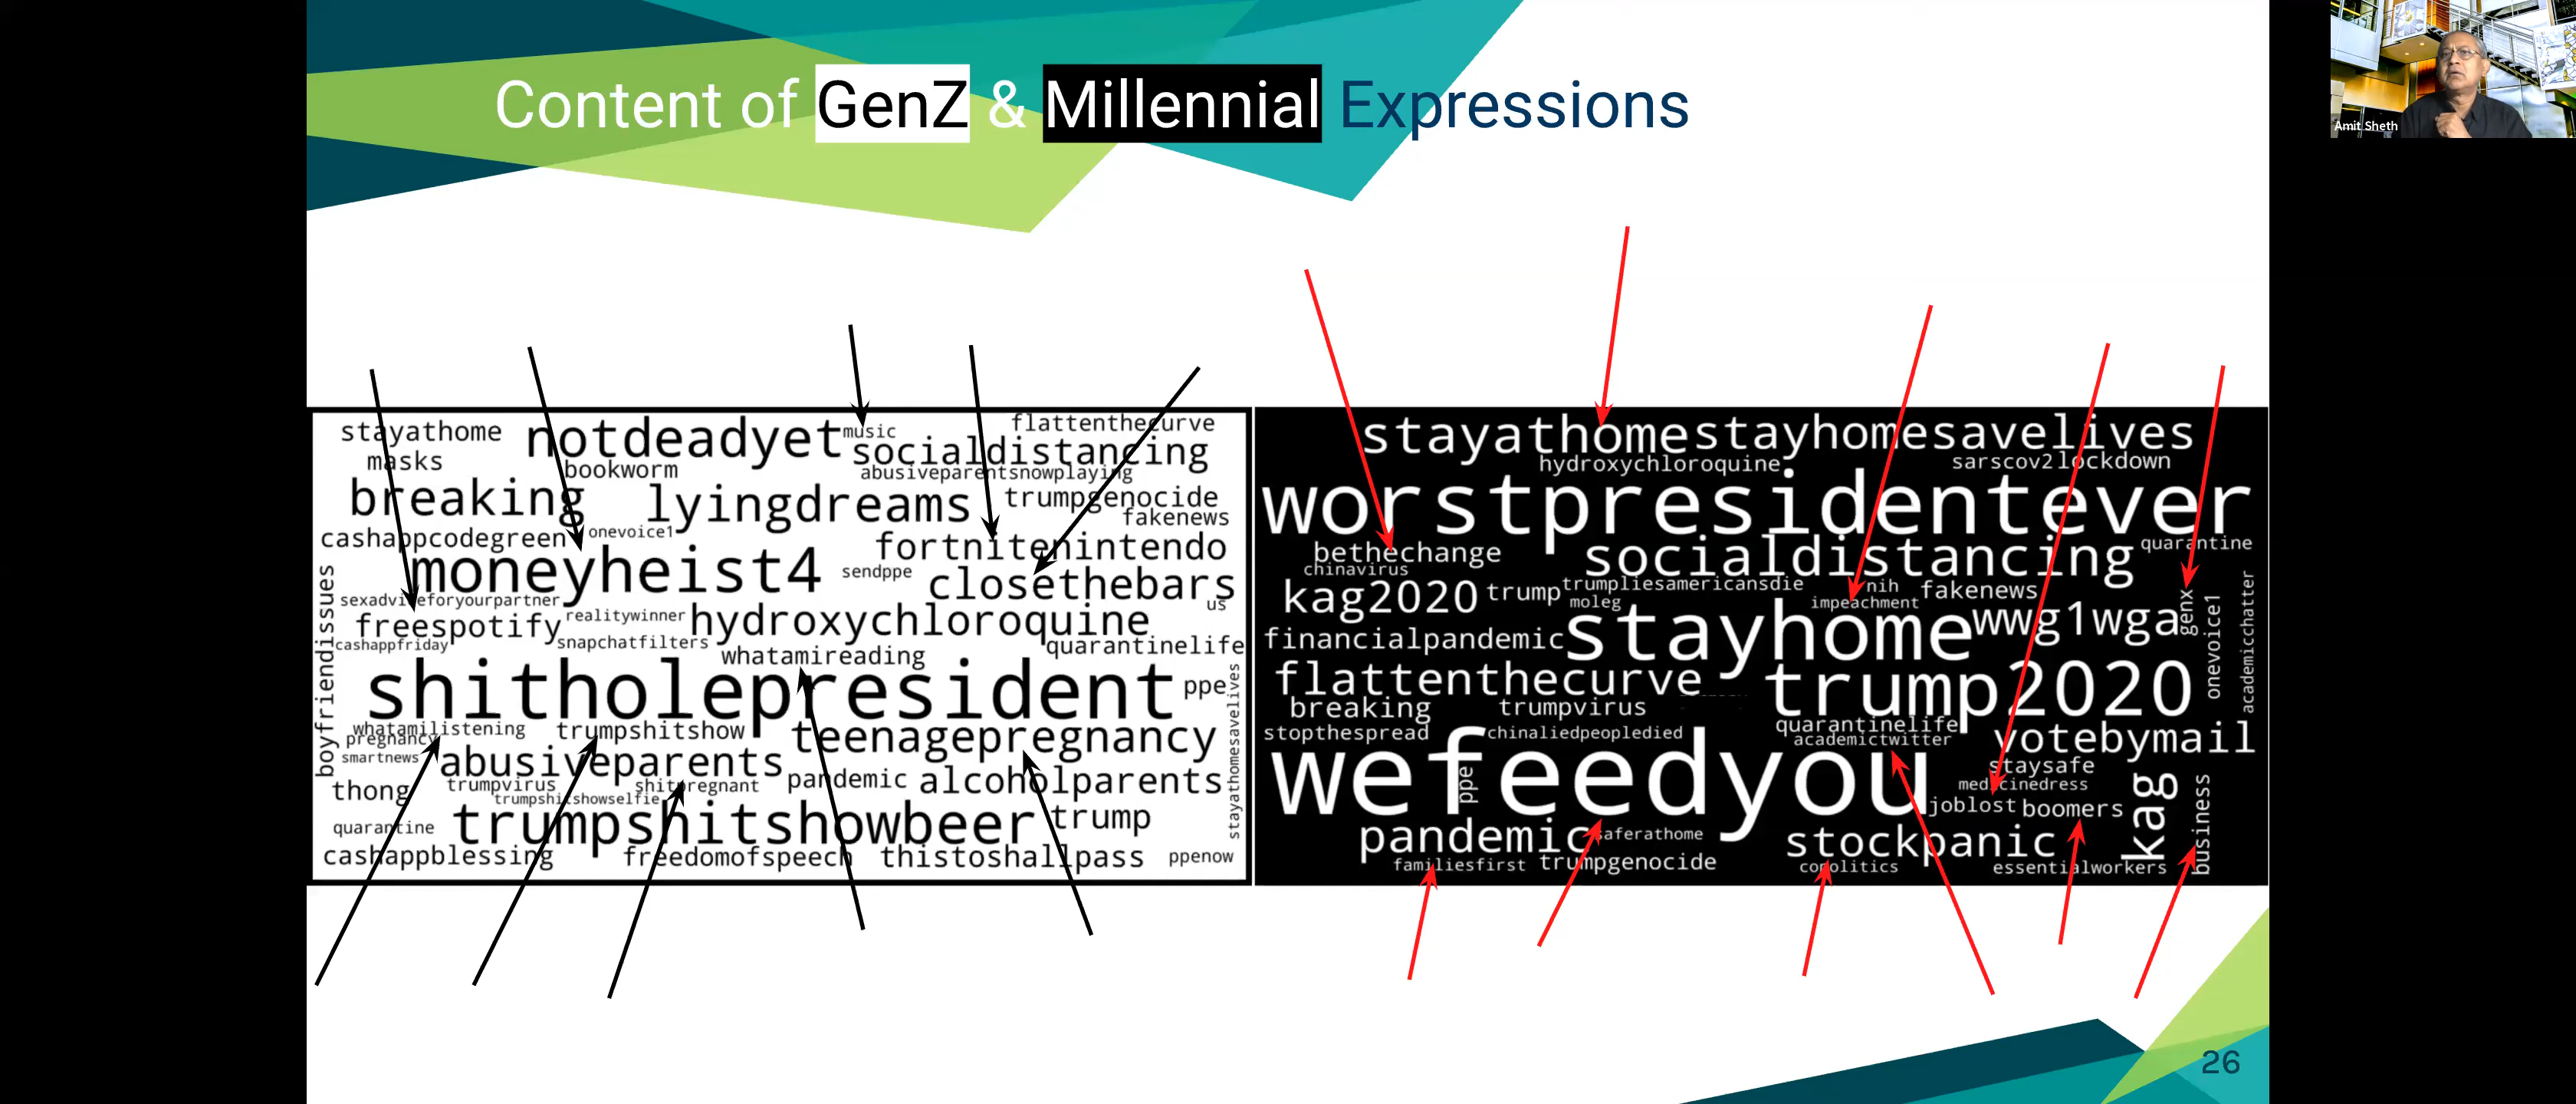 Content of GenZ & Millennial Expressions
Amit Sheth
stayathome
notdeadyet
music
flattenthecurve
masks
bookworm
socialdistancing
abusiveparentsnowplaying
breaking
lyingdreams
trumpgenocide
fakenews
cashappcodegreen
onevoice1
fortnitenintendo
moneyheist4
sendppe
closethebars
us
sexadviceforyourpartner
realitywinner
hydroxychloroquine
freespotify
snapchatfilters
cashappfriday
quarantinelife
whatamireading
boyfriendissues
shitholepresident
ppe
whatamilistening
trumpshitshow
teenagepregnancy
pregnancy
smartnews
abusiveparents
stayathomesavelives
thong
trumpvirus
shitpregnant
pandemic
alcoholparents
trumpshitshowselfie
quarantine
trumpshitshowbeer
trump
cashappblessing
freedomofspeech
thistoshallpass
ppenow
stayathome
stayhomesavelives
hydroxychloroquine
sarscov2
lockdown
worstpresidentever
bethechange
chinavirus
socialdistancing
quarantine
kag2020
trump
trumpliesamericansdie
nih
fakenews
moleg
impeachment
financialpandemic
stayhome
wwg1wga
genx
onevoice1
academicchatter
flattenthecurve
trump2020
breaking
trumpvirus
quarantinelife
stopthespread
chinaliedpeopledied
academictwitter
votebymail
wefeedyou
ppe
staysafe
medicinedress
joblost
boomers
kag
business
pandemic
saferathome
stockpanic
familiesfirst
trumpgenocide
copolitics
essentialworkers
26